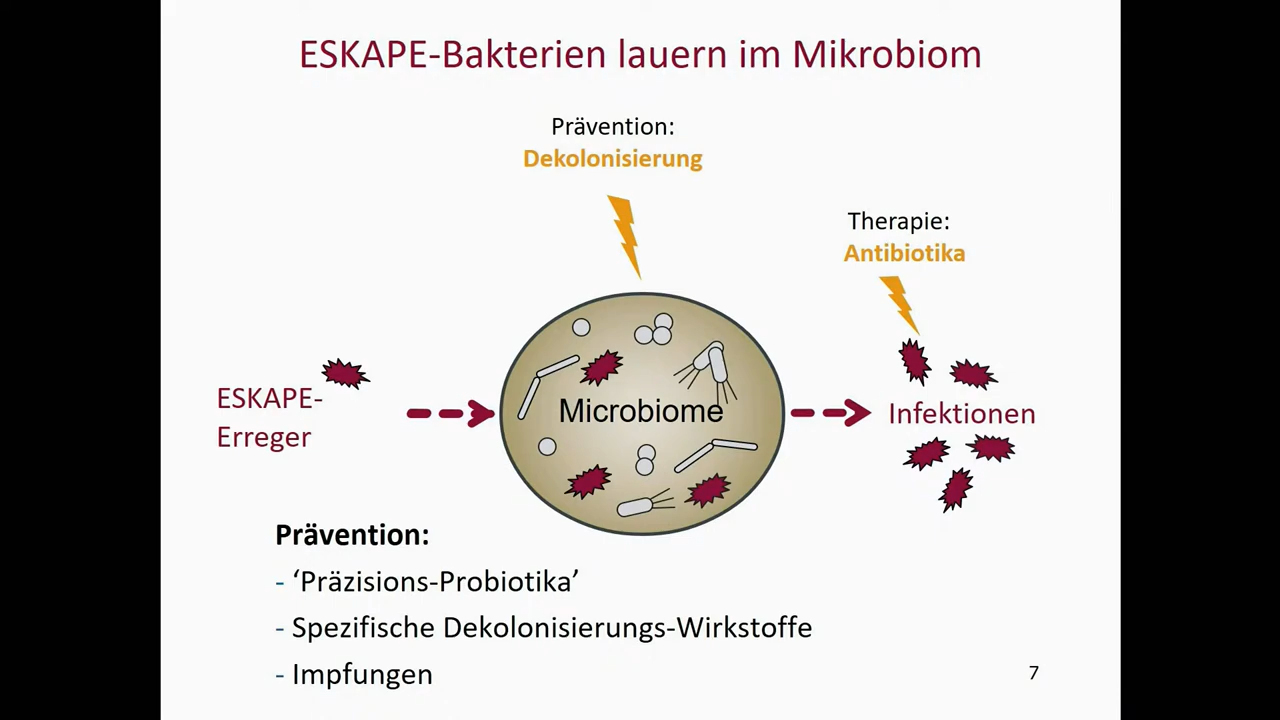 ESKAPE-Bakterien lauern im Mikrobiom
Prävention:
Dekolonisierung
Therapie:
Antibiotika
ESKAPE-
Erreger
Microbiome
Infektionen
Prävention:
- ‘Präzisions-Probiotika’
- Spezifische Dekolonisierungs-Wirkstoffe
- Impfungen
7